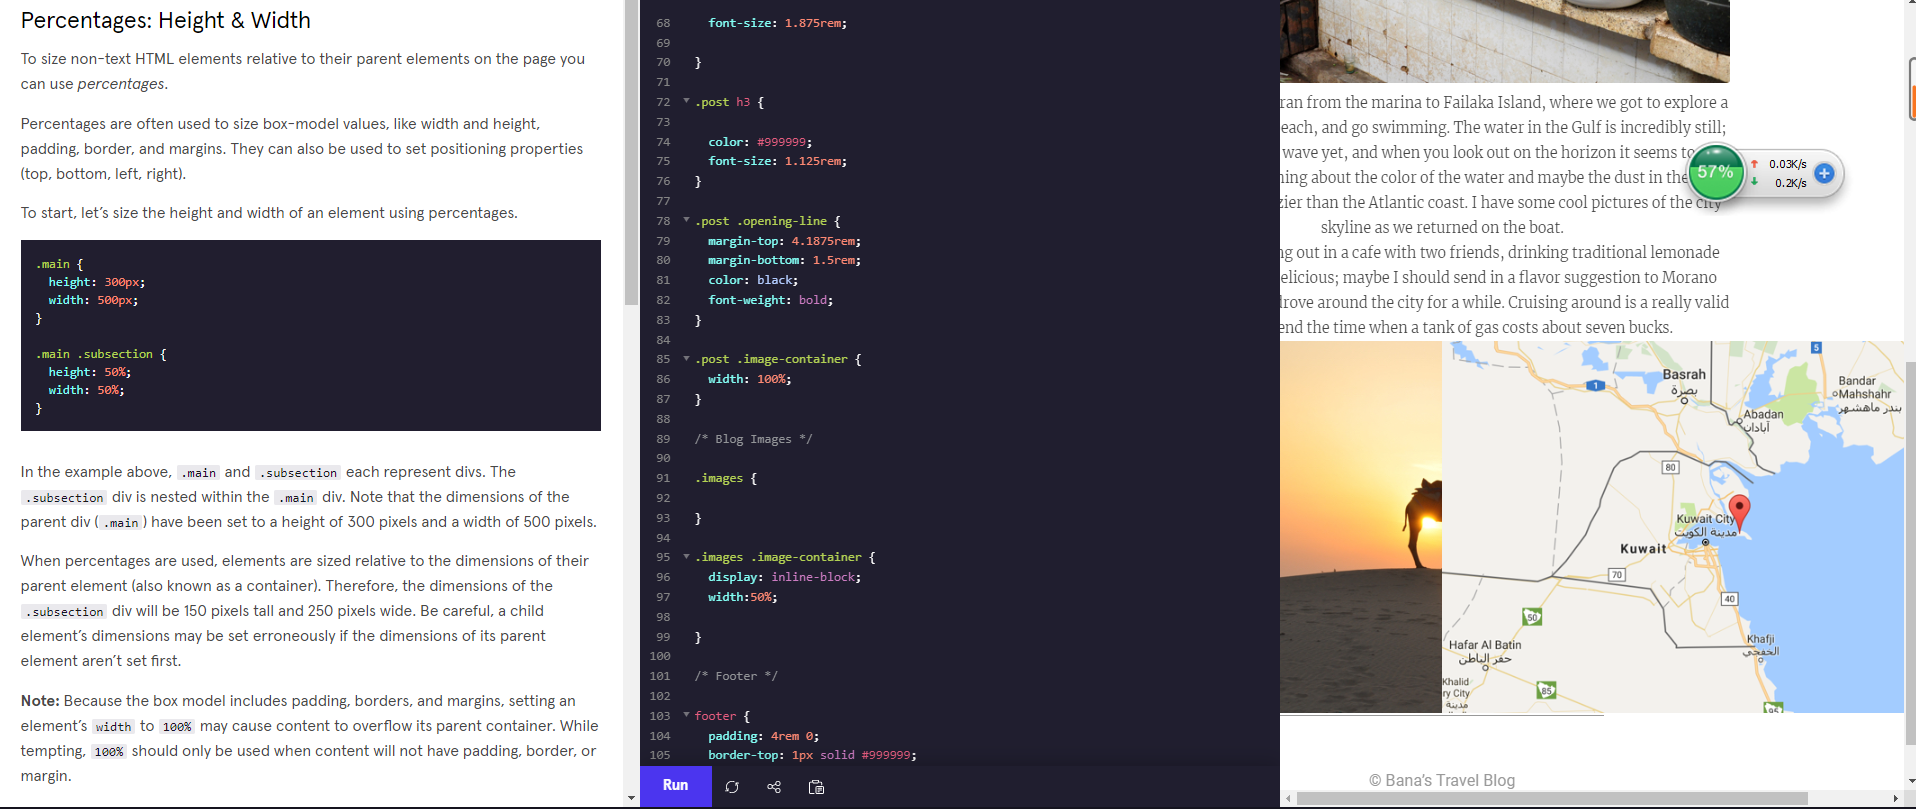 Percentages: Height & Width
To size non-text HTML elements relative to their parent elements on the page you
can use percentages.
Percentages are often used to size box-model values, like width and height,
padding, border, and margins. They can also be used to set positioning properties
(top, bottom, left, right).
To start, let's size the height and width of an element using percentages.
.main {
height: 300px;
width: 500px;
}
.main .subsection {
height: 50%;
width: 50%;
}
In the example above, .main and .subsection each represent divs. The
.subsection div is nested within the .main div. Note that the dimensions of the
parent div (.main) have been set to a height of 300 pixels and a width of 500 pixels.
When percentages are used, elements are sized relative to the dimensions of their
parent element (also known as a container). Therefore, the dimensions of the
.subsection div will be 150 pixels tall and 250 pixels wide. Be careful, a child
element's dimensions may be set erroneously if the dimensions of its parent
element aren't set first.
Note: Because the box model includes padding, borders, and margins, setting an
element's width to 100% may cause content to overflow its parent container. While
tempting, 100% should only be used when content will not have padding, border, or
margin.
68 font-size: 1.875rem;
69
70 }
71
72 .post h3 {
73
74 color: #999999;
75 font-size: 1.125rem;
76 }
77
78 .post .opening-line {
79 margin-top: 4.1875rem;
80 margin-bottom: 1.5rem;
81 color: black;
82 font-weight: bold;
83 }
84
85 .post .image-container {
86 width: 100%;
87 }
88
89 /* Blog Images */
90
91 .images {
92
93 }
94
95 .images .image-container {
96 display: inline-block;
97 width:50%;
98
99 }
100
101 /* Footer */
102
103 footer {
104 padding: 4rem 0;
105 border-top: 1px solid #999999;
Run
ran from the marina to Failaka Island, where we got to explore a
each, and go swimming. The water in the Gulf is incredibly still;
wave yet, and when you look out on the horizon it seems to
ning about the color of the water and maybe the dust in the
zier than the Atlantic coast. I have some cool pictures of the city
skyline as we returned on the boat.
ng out in a cafe with two friends, drinking traditional lemonade
elicious; maybe I should send in a flavor suggestion to Morano
drove around the city for a while. Cruising around is a really valid
end the time when a tank of gas costs about seven bucks.
57%
0.03K/s
0.2K/s
5
1
Basrah
بصرة
Bandar
Mahshahr
بندر ماهشهر
Abadan
آبادان
80
Kuwait City
مدينة الكويت
Kuwait
70
40
50
Khafji
الخفجي
Hafar Al Batin
حفر الباطن
Khalid
ry City
مدينة
85
95
© Bana's Travel Blog